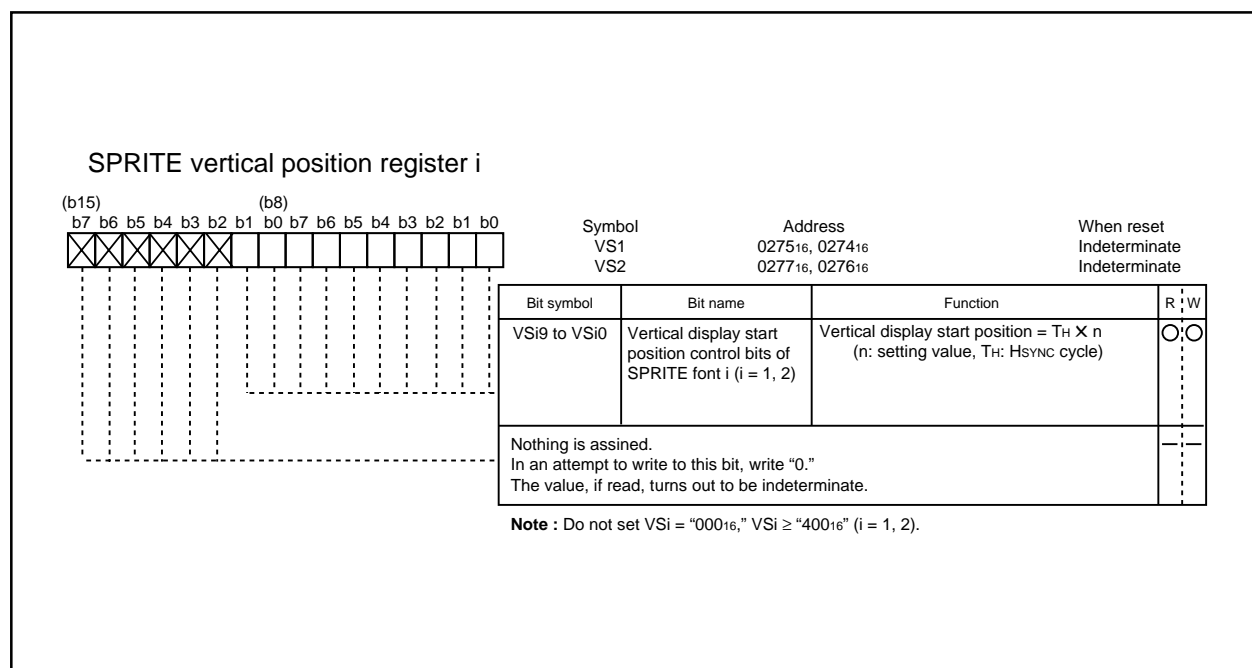 SPRITE vertical position register i
(b15) (b8)
b7 b6 b5 b4 b3 b2 b1 b0 b7 b6 b5 b4 b3 b2 b1 b0
Symbol Address When reset
VS1 027516, 027416 Indeterminate
VS2 027716, 027616 Indeterminate
Bit symbol Bit name Function R W
VSi9 to VSi0 Vertical display start Vertical display start position = TH X n
position control bits of (n: setting value, TH: HSYNC cycle)
SPRITE font i (i = 1, 2)
Nothing is assined.
In an attempt to write to this bit, write “0.”
The value, if read, turns out to be indeterminate.
Note : Do not set VSi = “00016,” VSi ≥ “40016” (i = 1, 2).